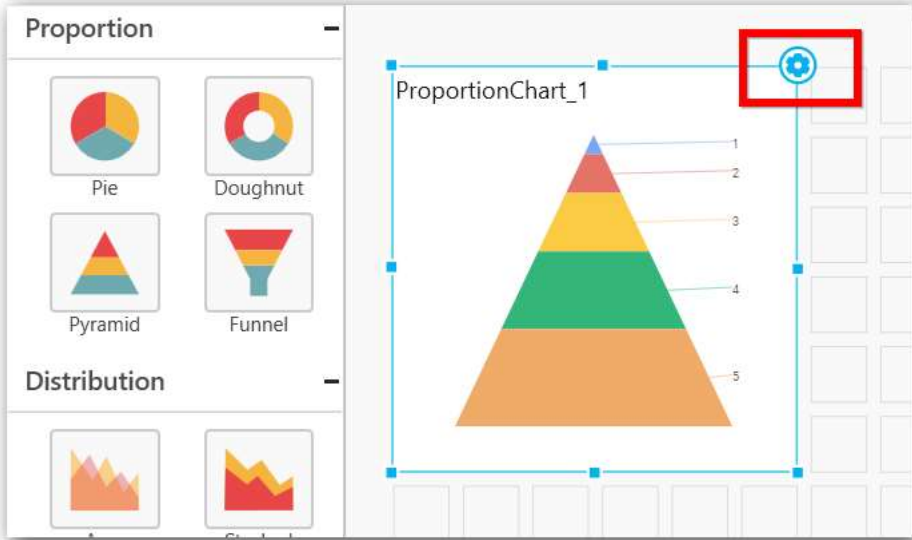 Proportion
Pie
Doughnut
Pyramid
Funnel
Distribution
ProportionChart_1
1
2
3
4
5